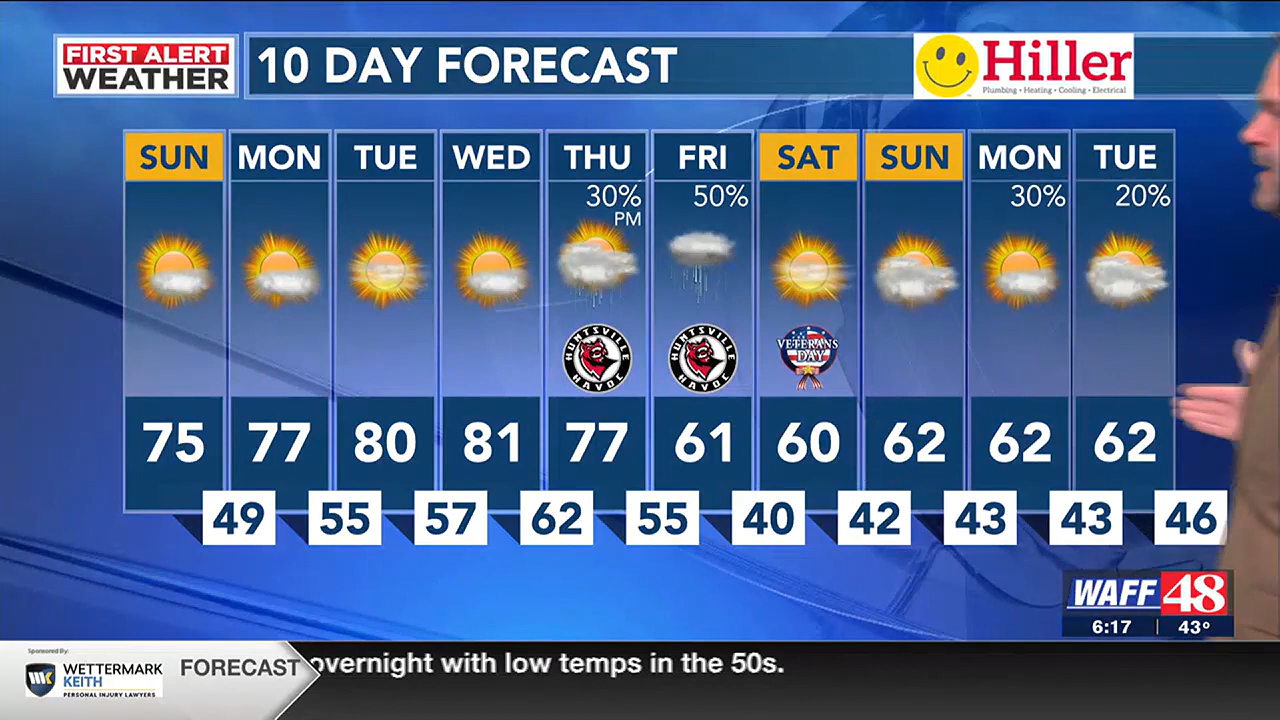 FIRST ALERT
WEATHER
10 DAY FORECAST
Hiller
Plumbing • Heating • Cooling • Electrical
SUN MON TUE WED THU FRI SAT SUN MON TUE
30% 50% 30% 20%
PM
HUNTSVILLE HAVOC
HUNTSVILLE HAVOC
VETERANS DAY
75 77 80 81 77 61 60 62 62 62
49 55 57 62 55 40 42 43 43 46
WAFF 48
6:17 | 43°
Sponsored By:
WETTERMARK
KEITH
PERSONAL INJURY LAWYERS
FORECAST
overnight with low temps in the 50s.